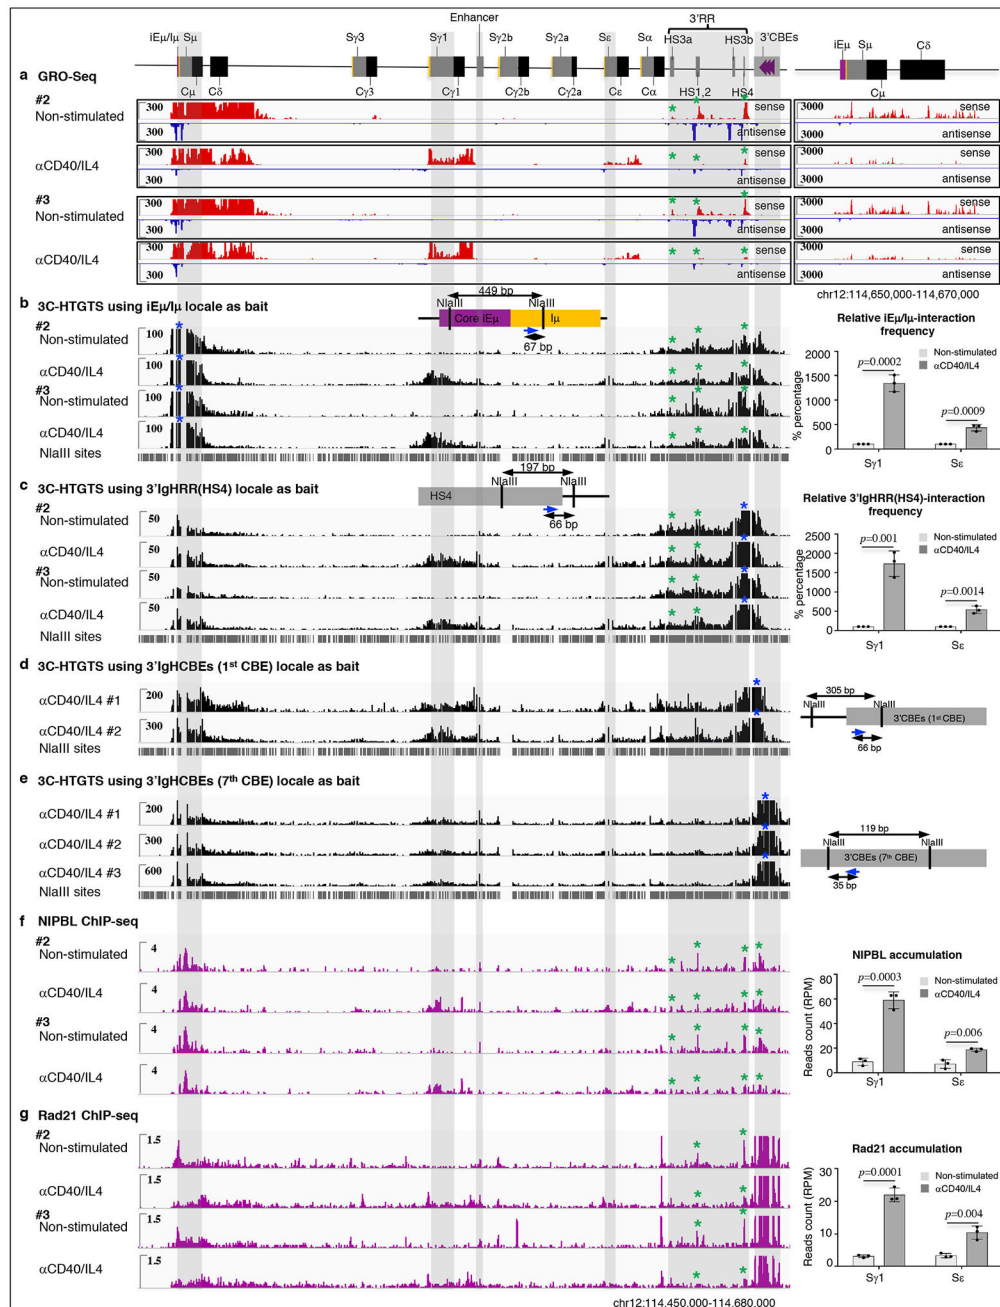 Enhancer
3'RR
iEμ/Iμ Sμ Sγ3 Sγ1 Sγ2b Sγ2a Sε Sα HS3a HS3b 3'CBEs
iEμ Sμ Cδ
a GRO-Seq
Cμ Cδ Cγ3 Cγ1 Cγ2b Cγ2a Cε Cα HS1,2 HS4
Cμ
#2
Non-stimulated
300 sense
300 antisense
3000 sense
3000 antisense
αCD40/IL4
300 sense
300 antisense
3000 sense
3000 antisense
#3
Non-stimulated
300 sense
300 antisense
3000 sense
3000 antisense
αCD40/IL4
300 sense
300 antisense
3000 sense
3000 antisense
chr12:114,650,000-114,670,000
b 3C-HTGTS using iEμ/Iμ locale as bait
449 bp
NlaIII NlaIII
Core iEμ Iμ
67 bp
#2
Non-stimulated 100
αCD40/IL4 100
#3
Non-stimulated 100
αCD40/IL4 100
NlaIII sites
Relative iEμ/Iμ-interaction
frequency
Non-stimulated
αCD40/IL4
% percentage
2000
1500
1000
500
0
p=0.0002
p=0.0009
Sγ1 Sε
c 3C-HTGTS using 3'IgHRR(HS4) locale as bait
197 bp
NlaIII NlaIII
HS4
66 bp
#2
Non-stimulated 50
αCD40/IL4 50
#3
Non-stimulated 50
αCD40/IL4 50
NlaIII sites
Relative 3'IgHRR(HS4)-interaction
frequency
Non-stimulated
αCD40/IL4
% percentage
2500
2000
1500
1000
500
0
p=0.001
p=0.0014
Sγ1 Sε
d 3C-HTGTS using 3'IgHCBEs (1st CBE) locale as bait
αCD40/IL4 #1 200
αCD40/IL4 #2 300
NlaIII sites
305 bp
NlaIII NlaIII
3'CBEs (1st CBE)
66 bp
e 3C-HTGTS using 3'IgHCBEs (7th CBE) locale as bait
αCD40/IL4 #1 200
αCD40/IL4 #2 300
αCD40/IL4 #3 600
NlaIII sites
119 bp
NlaIII NlaIII
3'CBEs (7th CBE)
35 bp
f NIPBL ChIP-seq
#2
Non-stimulated 4
αCD40/IL4 4
#3
Non-stimulated 4
αCD40/IL4 4
NIPBL accumulation
Non-stimulated
αCD40/IL4
Reads count (RPM)
80
60
40
20
0
p=0.0003
p=0.006
Sγ1 Sε
g Rad21 ChIP-seq
#2
Non-stimulated 1.5
αCD40/IL4 1.5
#3
Non-stimulated 1.5
αCD40/IL4 1.5
Rad21 accumulation
Non-stimulated
αCD40/IL4
Reads count (RPM)
30
20
10
0
p=0.0001
p=0.004
Sγ1 Sε
chr12:114,450,000-114,680,000